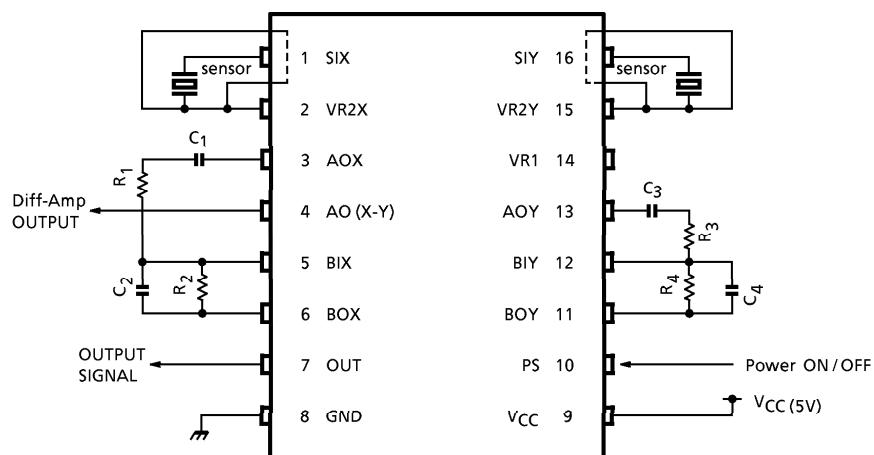 sensor 1 SIX SIY 16 sensor
2 VR2X VR2Y 15
C1 3 AOX VR1 14
R1
Diff-Amp OUTPUT 4 AO (X-Y) AOY 13 C3
R3
5 BIX BIY 12
C2 R2 R4 C4
6 BOX BOY 11
OUTPUT SIGNAL 7 OUT PS 10 Power ON / OFF
8 GND VCC 9 VCC (5V)